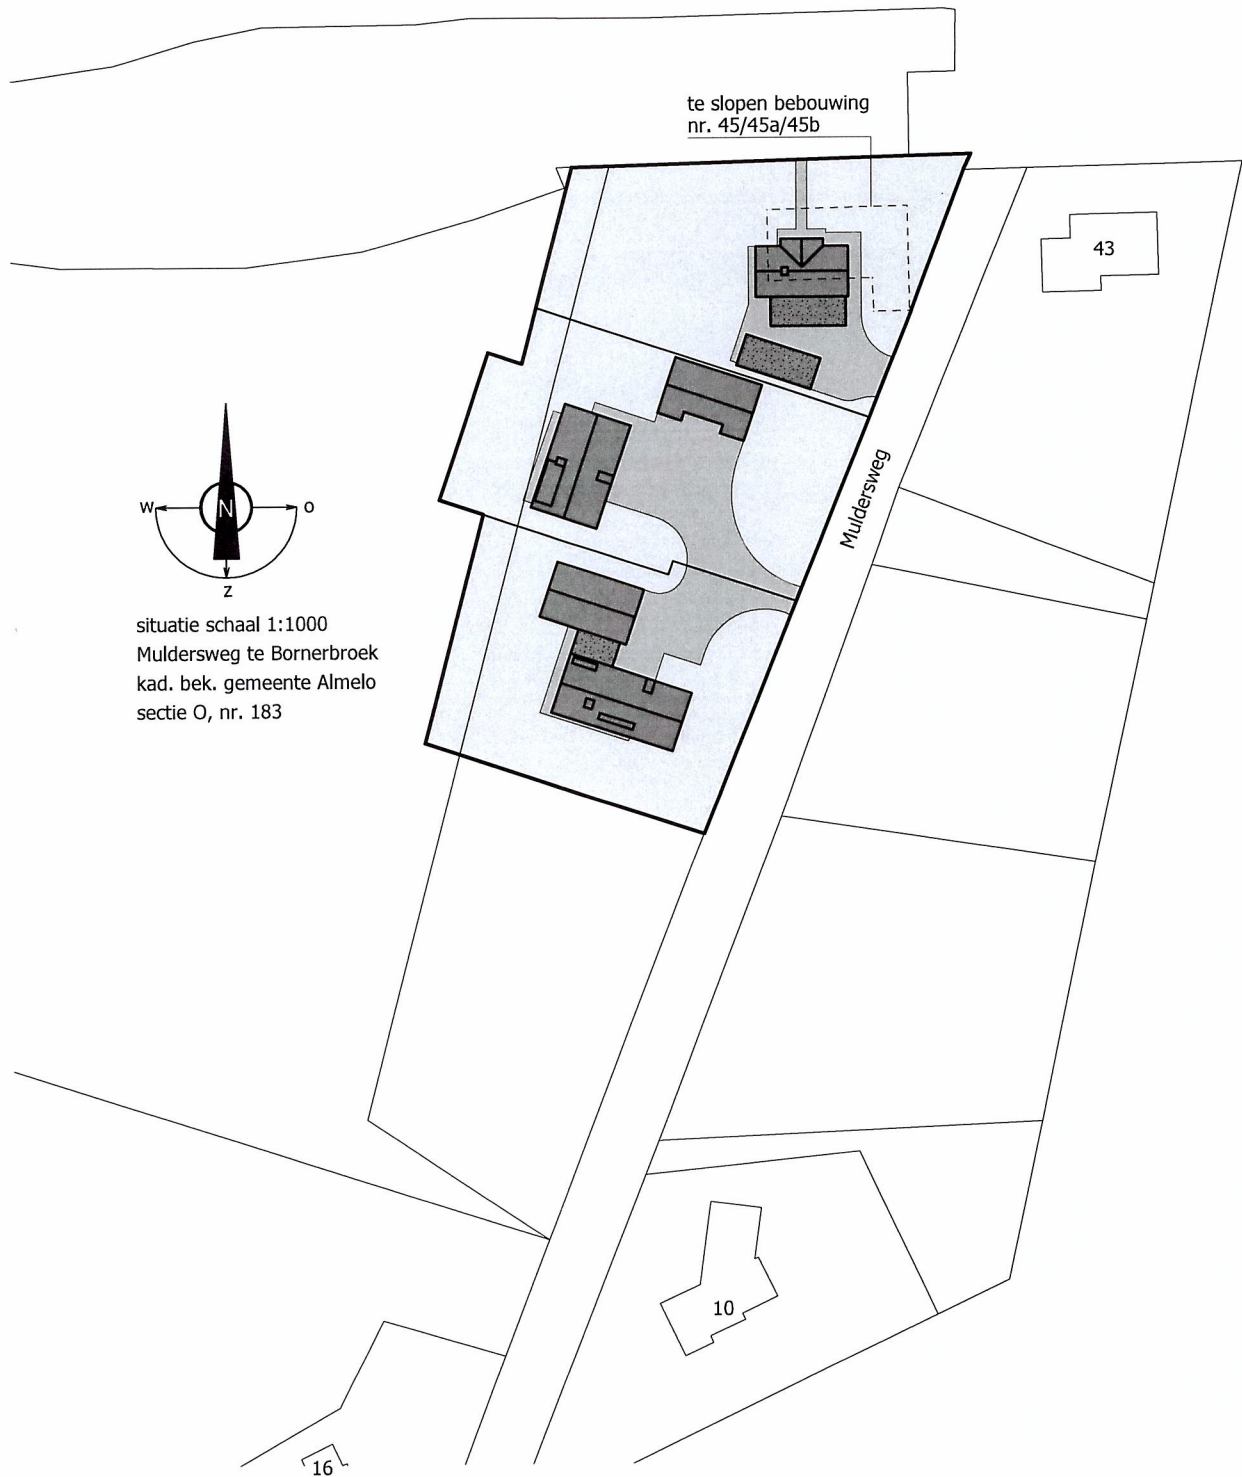 te slopen bebouwing
nr. 45/45a/45b
43
Muldersweg
N
w
o
z
situatie schaal 1:1000
Muldersweg te Bornerbroek
kad. bek. gemeente Almelo
sectie O, nr. 183
10
16